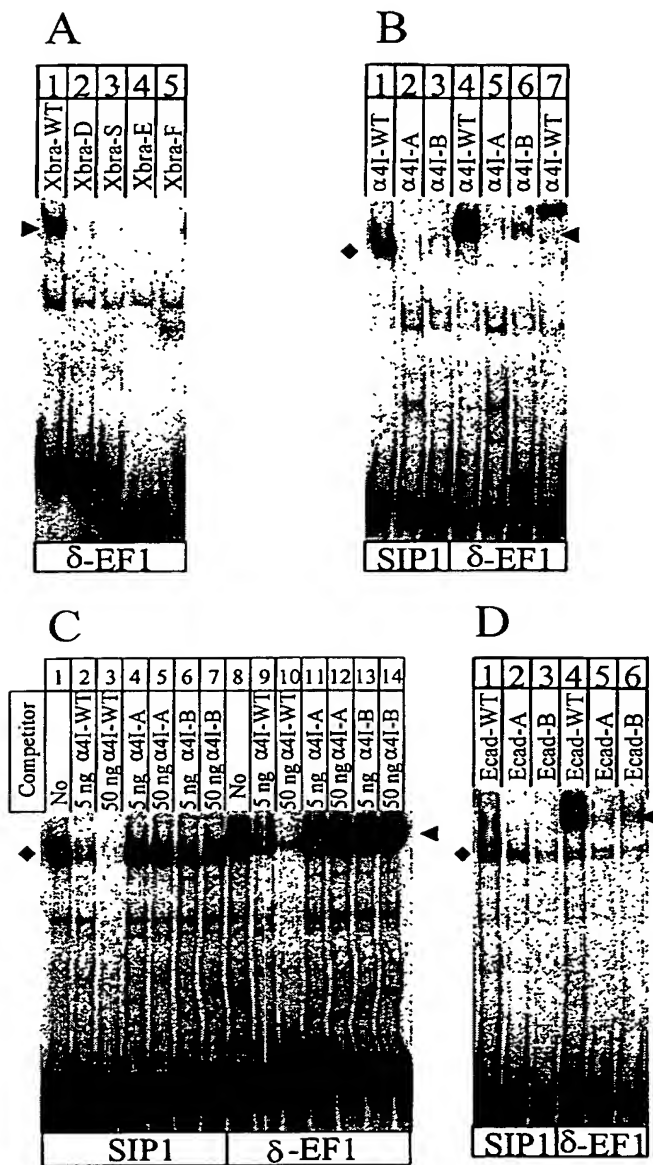 A
1 2 3 4 5
Xbra-WT
Xbra-D
Xbra-S
Xbra-E
Xbra-F
δ-EF1
B
1 2 3 4 5 6 7
α4I-WT
α4I-A
α4I-B
α4I-WT
α4I-A
α4I-B
α4I-WT
SIP1 δ-EF1
C
1 2 3 4 5 6 7 8 9 10 11 12 13 14
Competitor
No
5 ng α4I-WT
50 ng α4I-WT
5 ng α4I-A
50 ng α4I-A
5 ng α4I-B
50 ng α4I-B
No
5 ng α4I-WT
50 ng α4I-WT
5 ng α4I-A
50 ng α4I-A
5 ng α4I-B
50 ng α4I-B
SIP1 δ-EF1
D
1 2 3 4 5 6
Ecad-WT
Ecad-A
Ecad-B
Ecad-WT
Ecad-A
Ecad-B
SIP1 δ-EF1